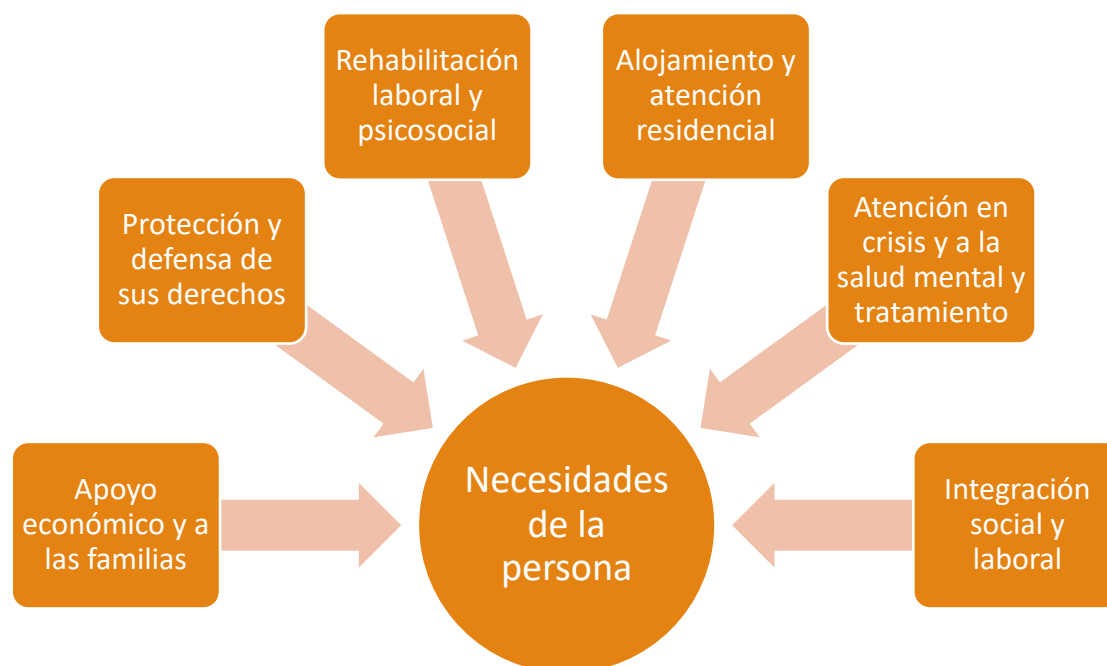 Rehabilitación
laboral y
psicosocial
Alojamiento y
atención
residencial
Protección y
defensa de
sus derechos
Atención en
crisis y a la
salud mental y
tratamiento
Apoyo
económico y a
las familias
Necesidades
de la
persona
Integración
social y
laboral